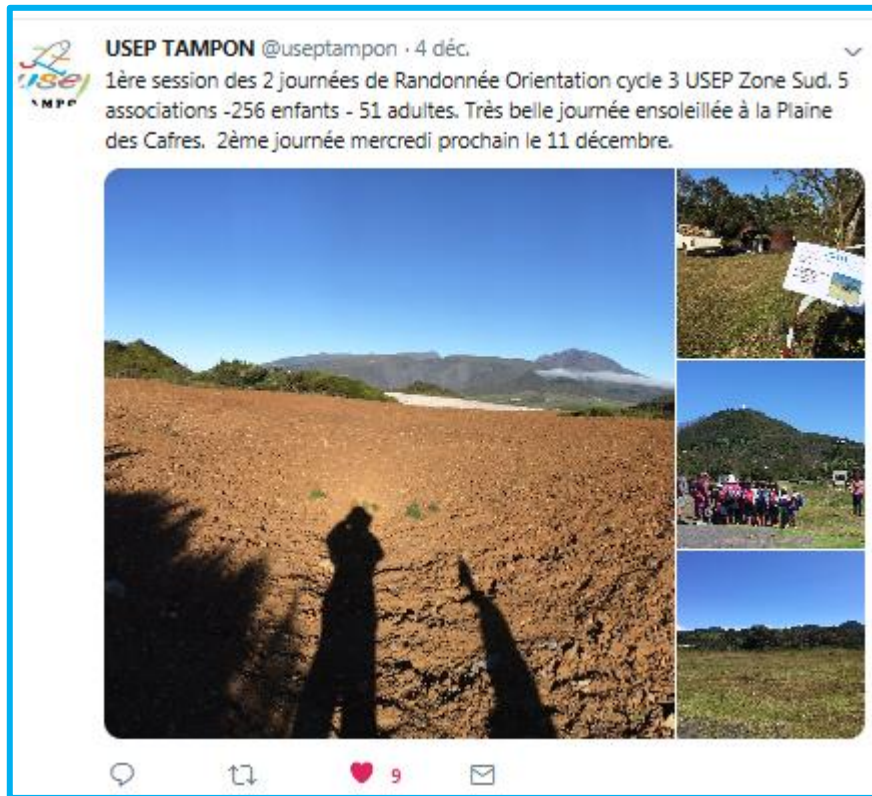 USEP TAMPON @useptampon · 4 déc.
1ère session des 2 journées de Randonnée Orientation cycle 3 USEP Zone Sud. 5
associations -256 enfants - 51 adultes. Très belle journée ensoleillée à la Plaine
des Cafres.  2ème journée mercredi prochain le 11 décembre.
usep
9